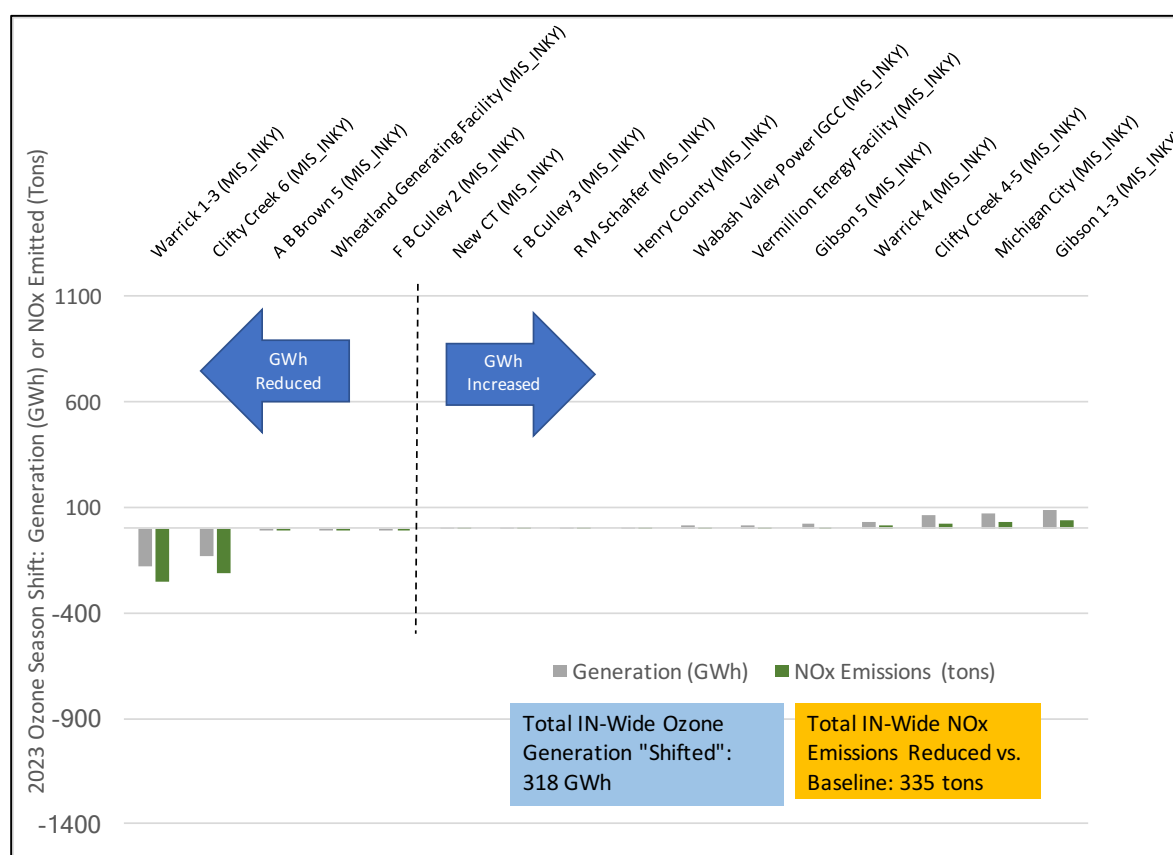 2023 Ozone Season Shift: Generation (GWh) or NOx Emitted (Tons)
Warrick 1-3 (MIS_INKY)
Clifty Creek 6 (MIS_INKY)
A B Brown 5 (MIS_INKY)
Wheatland Generating Facility (MIS_INKY)
F B Culley 2 (MIS_INKY)
New CT (MIS_INKY)
F B Culley 3 (MIS_INKY)
R M Schahfer (MIS_INKY)
Henry County (MIS_INKY)
Wabash Valley Power IGCC (MIS_INKY)
Vermillion Energy Facility (MIS_INKY)
Gibson 5 (MIS_INKY)
Warrick 4 (MIS_INKY)
Clifty Creek 4-5 (MIS_INKY)
Michigan City (MIS_INKY)
Gibson 1-3 (MIS_INKY)
1100
600
100
-400
-900
-1400
GWh
Reduced
GWh
Increased
Generation (GWh)
NOx Emissions (tons)
Total IN-Wide Ozone
Generation "Shifted":
318 GWh
Total IN-Wide NOx
Emissions Reduced vs.
Baseline: 335 tons